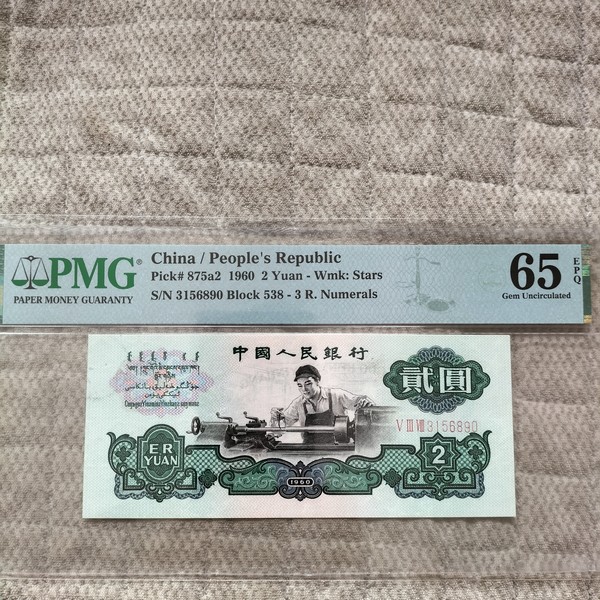 PMG®
PAPER MONEY GUARANTY
China / People's Republic
Pick# 875a2 1960 2 Yuan - Wmk: Stars
S/N 3156890 Block 538 - 3 R. Numerals
65
EPQ
Gem Uncirculated
中國人民銀行
貳圓
V III VIII 3156890
ER
YUAN
2
1960